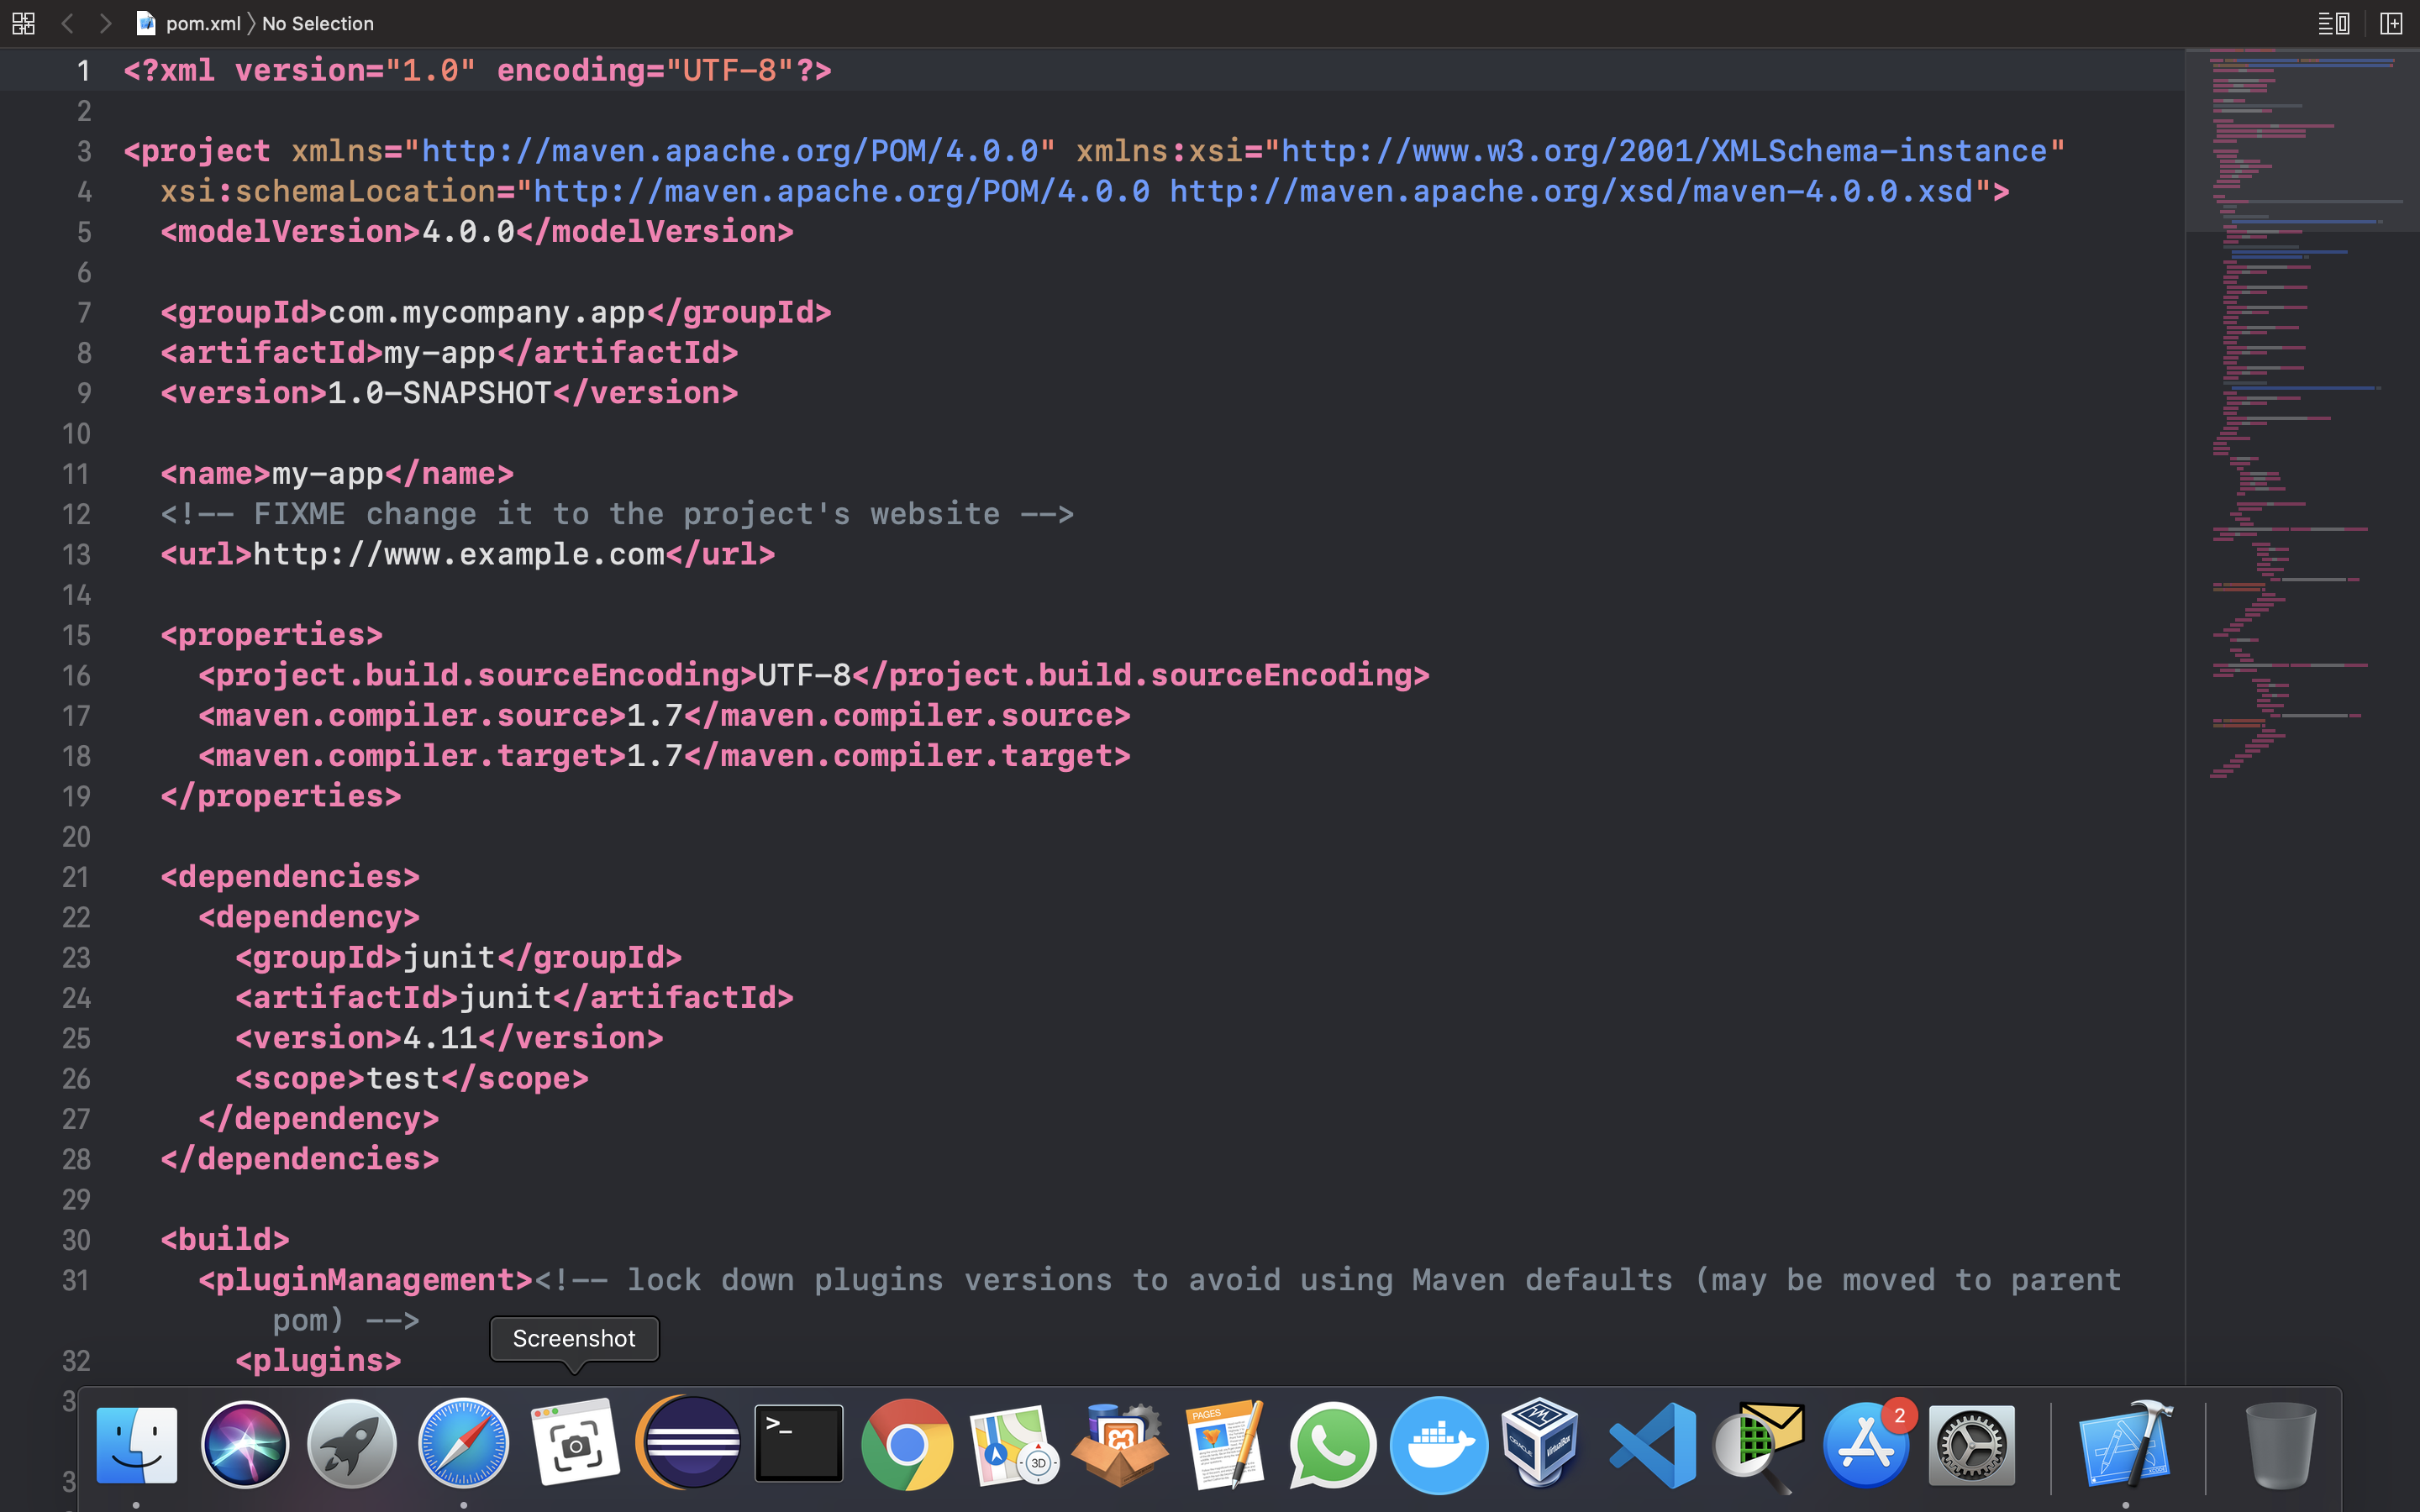 pom.xml 〉 No Selection
1 <?xml version="1.0" encoding="UTF-8"?>
2
3 <project xmlns="http://maven.apache.org/POM/4.0.0" xmlns:xsi="http://www.w3.org/2001/XMLSchema-instance"
4 xsi:schemaLocation="http://maven.apache.org/POM/4.0.0 http://maven.apache.org/xsd/maven-4.0.0.xsd">
5 <modelVersion>4.0.0</modelVersion>
6
7 <groupId>com.mycompany.app</groupId>
8 <artifactId>my-app</artifactId>
9 <version>1.0-SNAPSHOT</version>
10
11 <name>my-app</name>
12 <!-- FIXME change it to the project's website -->
13 <url>http://www.example.com</url>
14
15 <properties>
16 <project.build.sourceEncoding>UTF-8</project.build.sourceEncoding>
17 <maven.compiler.source>1.7</maven.compiler.source>
18 <maven.compiler.target>1.7</maven.compiler.target>
19 </properties>
20
21 <dependencies>
22 <dependency>
23 <groupId>junit</groupId>
24 <artifactId>junit</artifactId>
25 <version>4.11</version>
26 <scope>test</scope>
27 </dependency>
28 </dependencies>
29
30 <build>
31 <pluginManagement><!-- lock down plugins versions to avoid using Maven defaults (may be moved to parent
pom) -->
Screenshot
32 <plugins>
3
3
>_
3D
PAGES
2